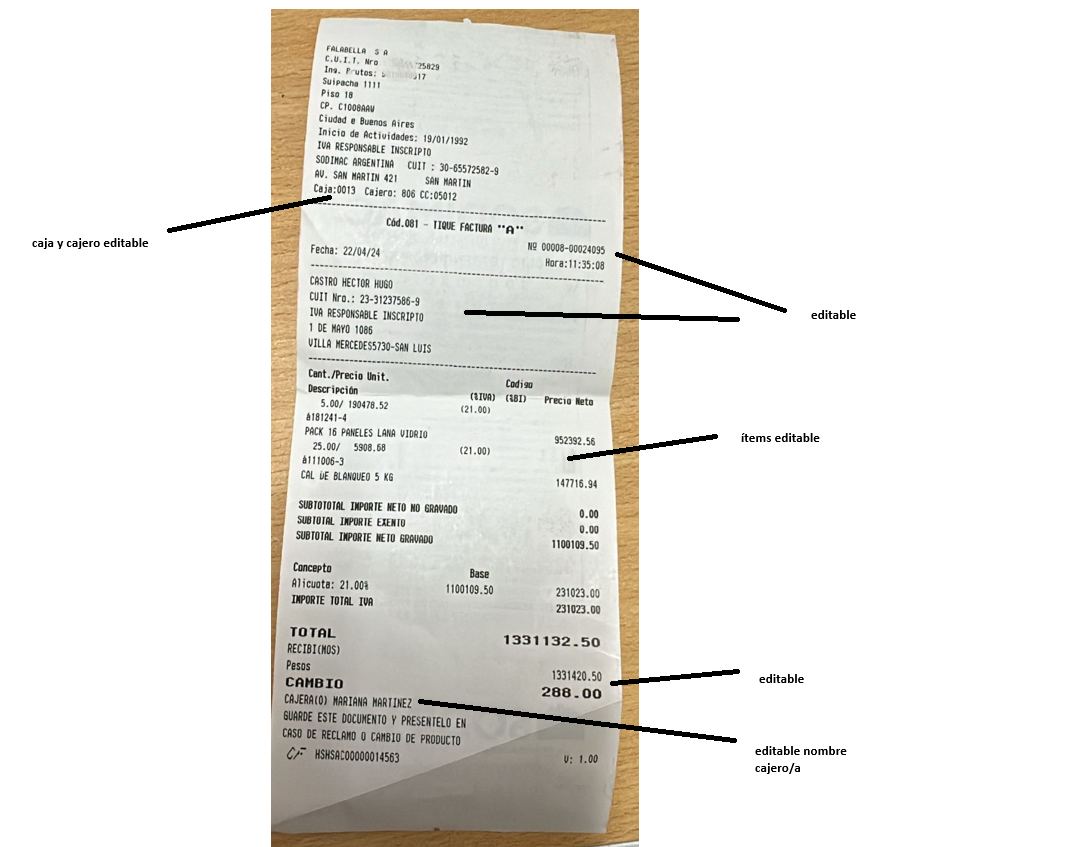 FALABELLA S A
C.U.I.T. Nro 25829
Ing. Brutos: 17
Suipacha 1111
Piso 18
CP. C1008AAW
Ciudad e Buenos Aires
Inicio de Actividades: 19/01/1992
IVA RESPONSABLE INSCRIPTO
SODIMAC ARGENTINA CUIT : 30-65572582-9
AV. SAN MARTIN 421 SAN MARTIN
Caja:0013 Cajero: 806 CC:05012
caja y cajero editable
Cód.081 - TIQUE FACTURA "A"
Nº 00008-00024095
Fecha: 22/04/24 Hora:11:35:08
CASTRO HECTOR HUGO
CUIT Nro.: 23-31237586-9
IVA RESPONSABLE INSCRIPTO
editable
1 DE MAYO 1086
VILLA MERCEDES5730-SAN LUIS
Cant./Precio Unit. Codigo
Descripción (%IVA) (%BI) Precio Neto
5.00/ 190478.52 (21.00)
à181241-4
PACK 16 PANELES LANA VIDRIO 952392.56
ítems editable
25.00/ 5908.68 (21.00)
à111006-3
CAL DE BLANQUEO 5 KG 147716.94
SUBTOTOTAL IMPORTE NETO NO GRAVADO 0.00
SUBTOTAL IMPORTE EXENTO 0.00
SUBTOTAL IMPORTE NETO GRAVADO 1100109.50
Concepto Base
Alicuota: 21.00% 1100109.50 231023.00
IMPORTE TOTAL IVA 231023.00
TOTAL 1331132.50
RECIBI(MOS)
Pesos 1331420.50
editable
CAMBIO 288.00
CAJERA(O) MARIANA MARTINEZ
editable nombre
cajero/a
GUARDE ESTE DOCUMENTO Y PRESENTELO EN
CASO DE RECLAMO O CAMBIO DE PRODUCTO
CF HSHSAC0000014563 V: 1.00